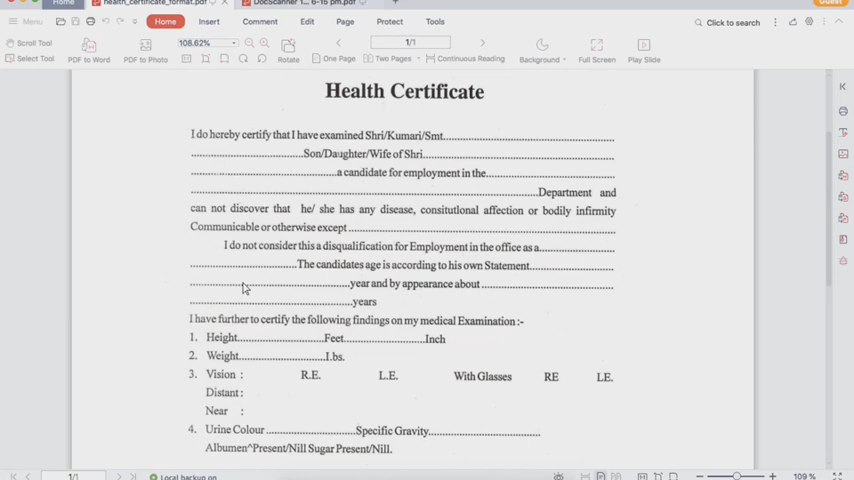 Home
health_certificate_format.pdf
DocScanner 1... 6-15 pm.pdf
Guest
Menu
Home
Insert
Comment
Edit
Page
Protect
Tools
Click to search
Scroll Tool
Select Tool
PDF to Word
PDF to Photo
108.62%
Rotate
1/1
One Page
Two Pages
Continuous Reading
Background
Full Screen
Play Slide
Health Certificate
I do hereby certify that I have examined Shri/Kumari/Smt..........................................................
......................................Son/Daughter/Wife of Shri................................................................
.................................................a candidate for employment in the...........................................
....................................................................................................................Department and
can not discover that he/ she has any disease, consitutlonal affection or bodily infirmity
Communicable or otherwise except .........................................................................................
I do not consider this a disqualification for Employment in the office as a.........................
....................................The candidates age is according to his own Statement............................
.....................................................year and by appearance about ............................................
......................................................years
I have further to certify the following findings on my medical Examination :-
1. Height.......................................Feet...................................Inch
2. Weight.......................................I.bs.
3. Vision : R.E. L.E. With Glasses RE LE.
Distant :
Near :
4. Urine Colour ..............................Specific Gravity.....................................
Albumen^Present/Nill Sugar Present/Nill.
1/1
Local backup on
109 %